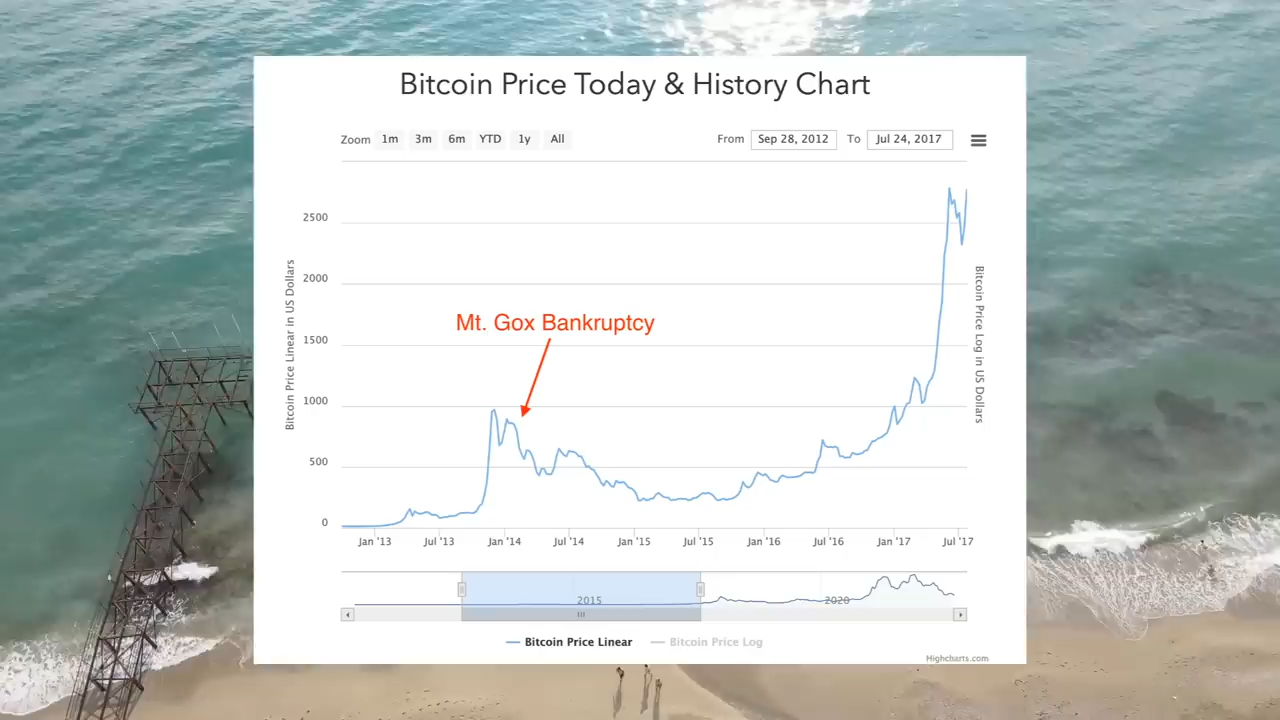 Bitcoin Price Today & History Chart
Zoom 1m 3m 6m YTD 1y All From Sep 28, 2012 To Jul 24, 2017
2500
2000
1500
1000
500
0
Bitcoin Price Linear in US Dollars
Bitcoin Price Log in US Dollars
Mt. Gox Bankruptcy
Jan '13 Jul '13 Jan '14 Jul '14 Jan '15 Jul '15 Jan '16 Jul '16 Jan '17 Jul '17
2015 2020
Bitcoin Price Linear Bitcoin Price Log
Highcharts.com